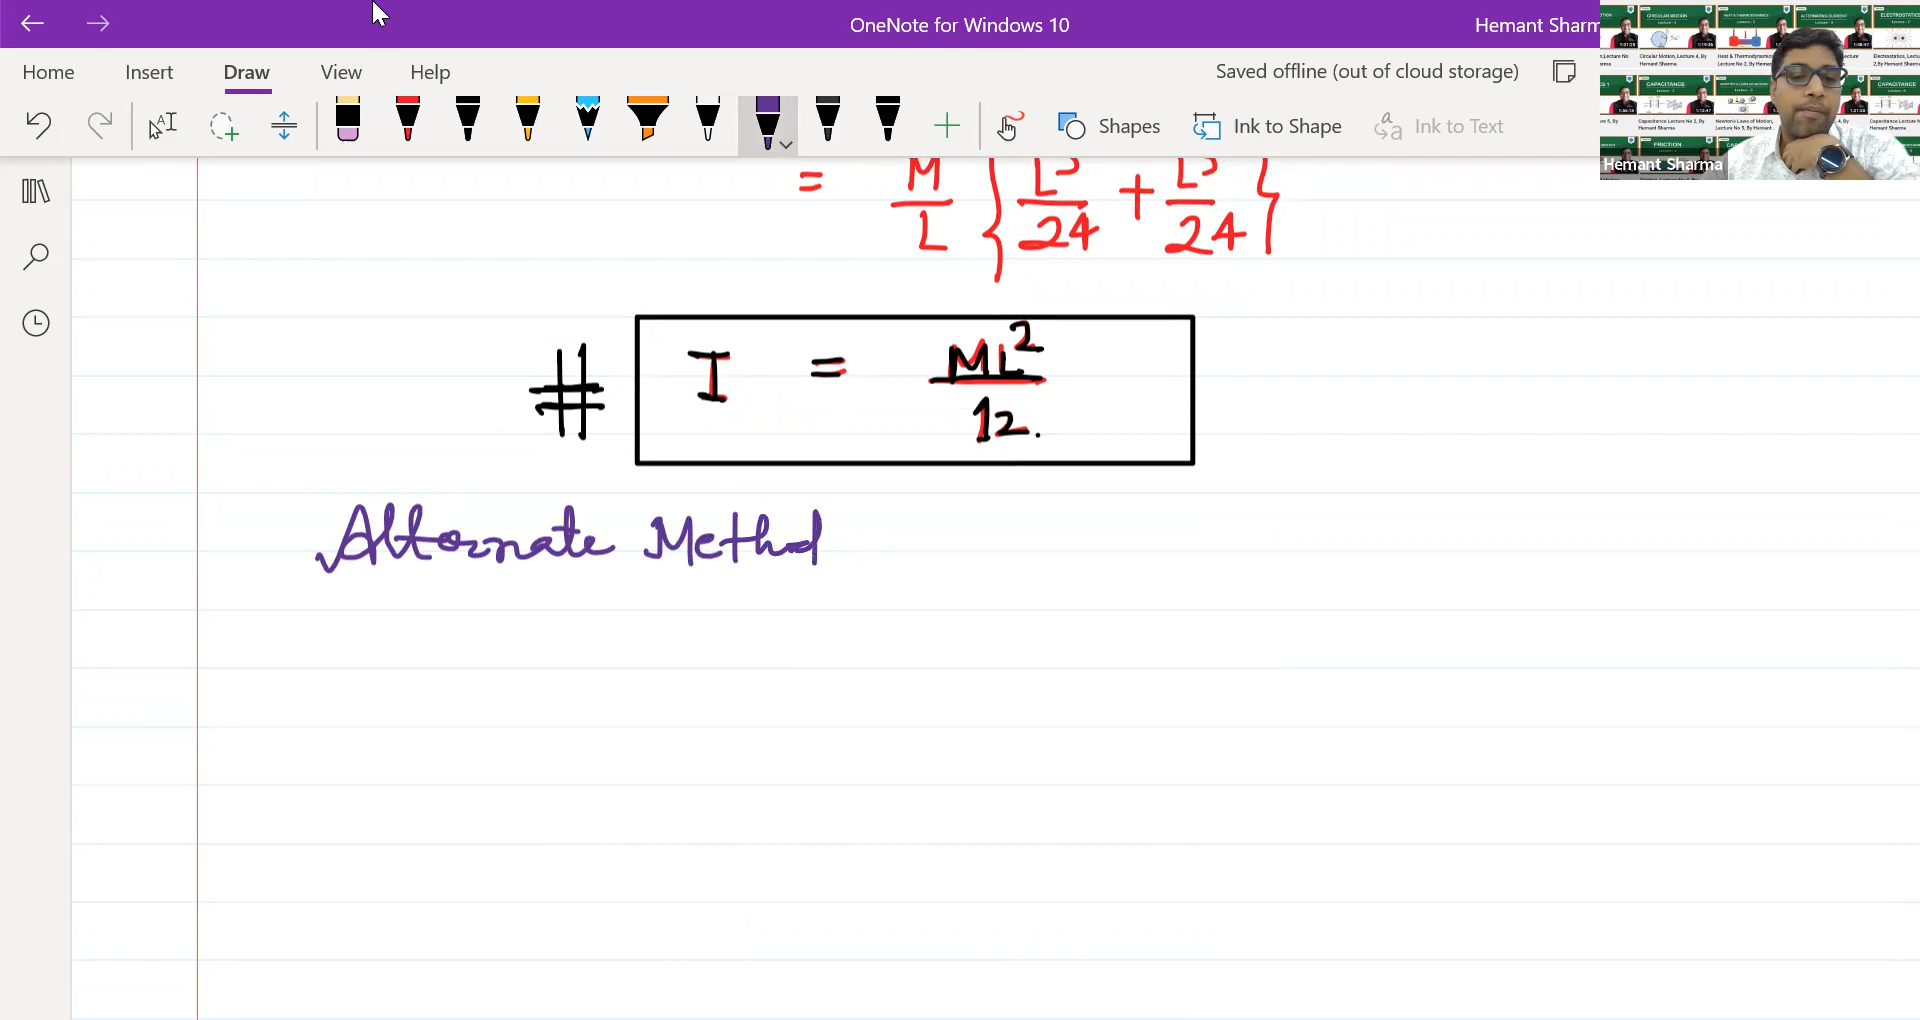 OneNote for Windows 10
Hemant Sharm
Home Insert Draw View Help
Saved offline (out of cloud storage)
Shapes Ink to Shape Ink to Text
Hemant Sharma
= M/L { L³/24 + L³/24 }
# I = ML²/12.
Alternate Method